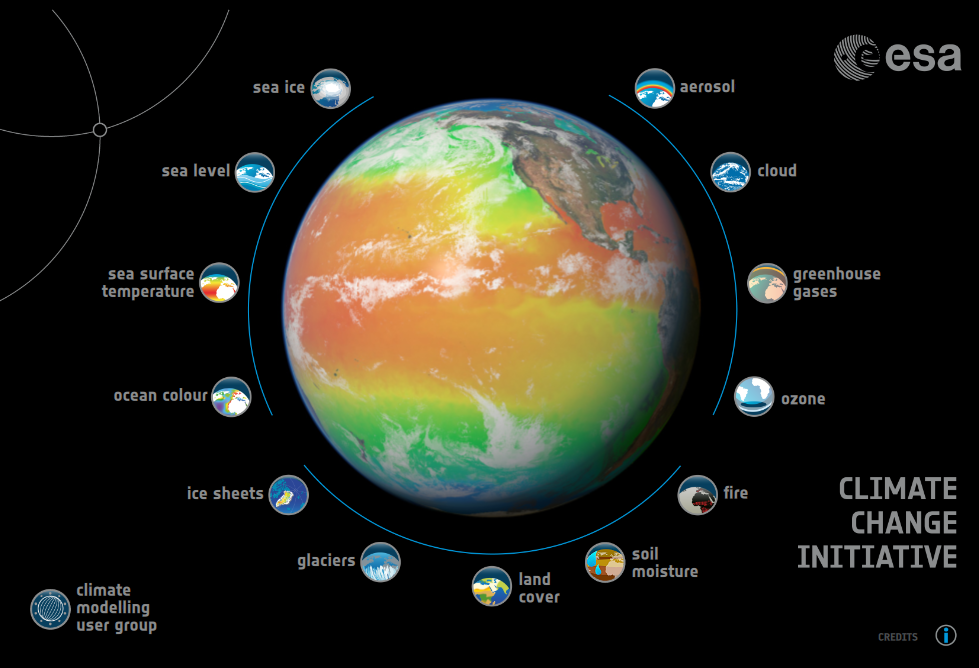 esa
sea ice
aerosol
sea level
cloud
sea surface
temperature
greenhouse
gases
ocean colour
ozone
ice sheets
fire
CLIMATE
CHANGE
INITIATIVE
glaciers
soil
moisture
land
cover
climate
modelling
user group
CREDITS
i